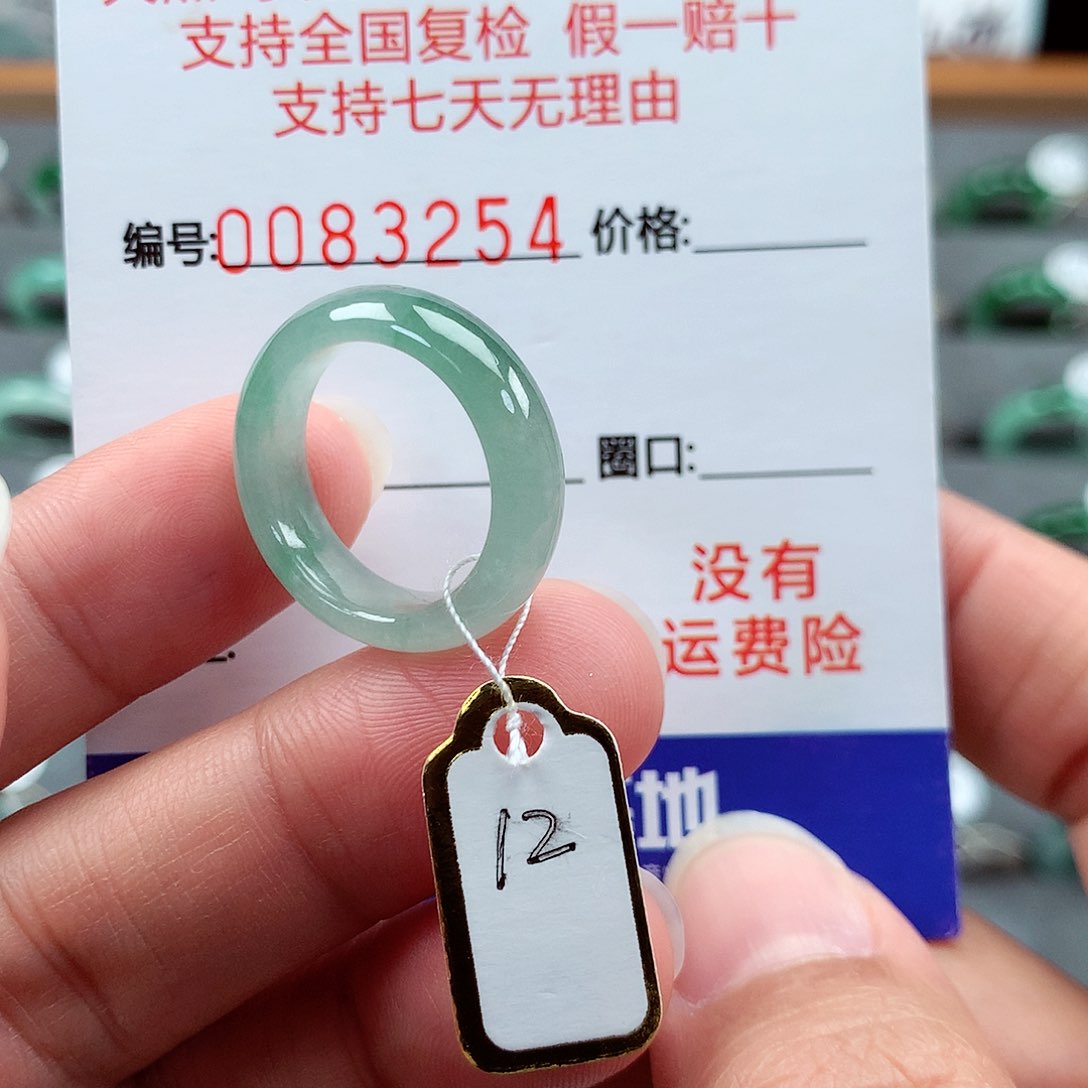 支持全国复检 假一赔十
支持七天无理由
编号:0083254 价格:
圈口:
没有
运费险
地
12